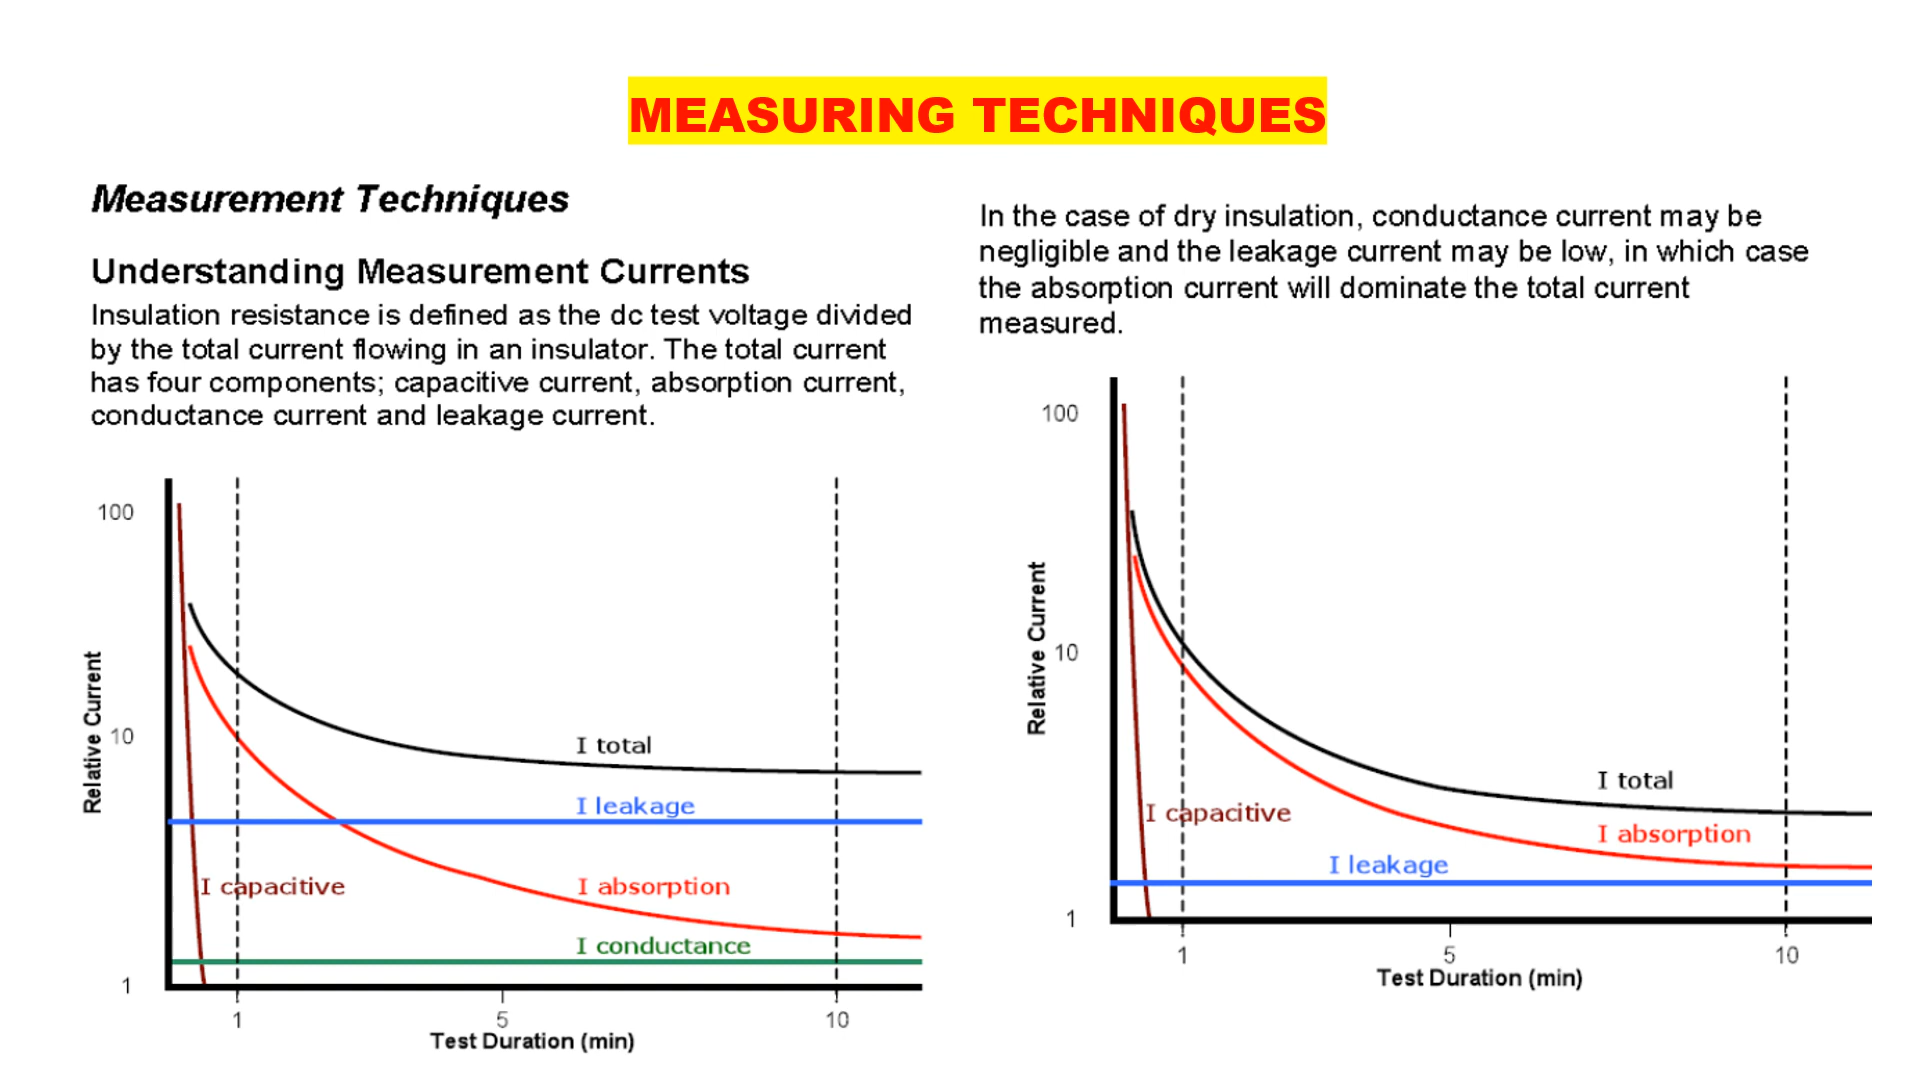 MEASURING TECHNIQUES
Measurement Techniques
Understanding Measurement Currents
Insulation resistance is defined as the dc test voltage divided
by the total current flowing in an insulator. The total current
has four components; capacitive current, absorption current,
conductance current and leakage current.
100
10
1
Relative Current
I total
I leakage
I capacitive
I absorption
I conductance
1
5
10
Test Duration (min)
In the case of dry insulation, conductance current may be
negligible and the leakage current may be low, in which case
the absorption current will dominate the total current
measured.
100
10
1
Relative Current
I total
I capacitive
I absorption
I leakage
1
5
10
Test Duration (min)